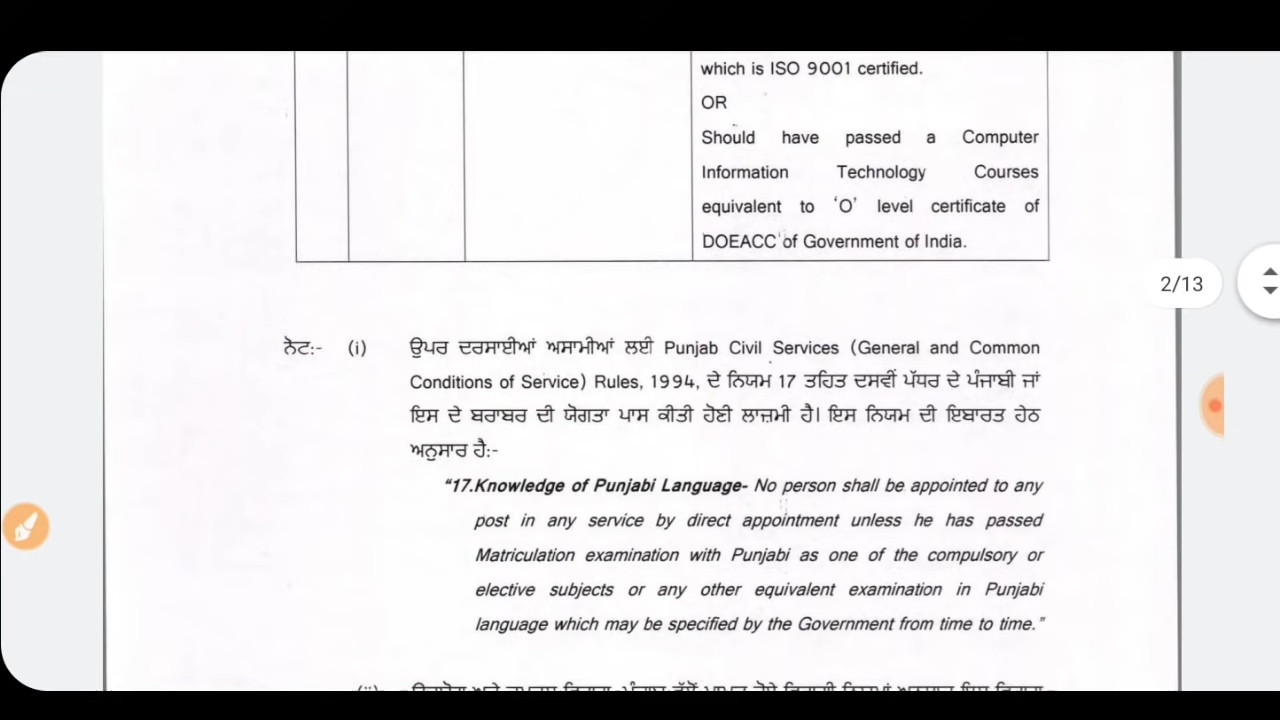 which is ISO 9001 certified.
OR
Should have passed a Computer
Information Technology Courses
equivalent to 'O' level certificate of
DOEACC of Government of India.
2/13
ਨੋਟ:- (i) ਉਪਰ ਦਰਸਾਈਆਂ ਅਸਾਮੀਆਂ ਲਈ Punjab Civil Services (General and Common
Conditions of Service) Rules, 1994, ਦੇ ਨਿਯਮ 17 ਤਹਿਤ ਦਸਵੀਂ ਪੱਧਰ ਦੇ ਪੰਜਾਬੀ ਜਾਂ
ਇਸ ਦੇ ਬਰਾਬਰ ਦੀ ਯੋਗਤਾ ਪਾਸ ਕੀਤੀ ਹੋਣੀ ਲਾਜ਼ਮੀ ਹੈ। ਇਸ ਨਿਯਮ ਦੀ ਇਬਾਰਤ ਹੇਠ
ਅਨੁਸਾਰ ਹੈ:-
"17.Knowledge of Punjabi Language- No person shall be appointed to any
post in any service by direct appointment unless he has passed
Matriculation examination with Punjabi as one of the compulsory or
elective subjects or any other equivalent examination in Punjabi
language which may be specified by the Government from time to time."